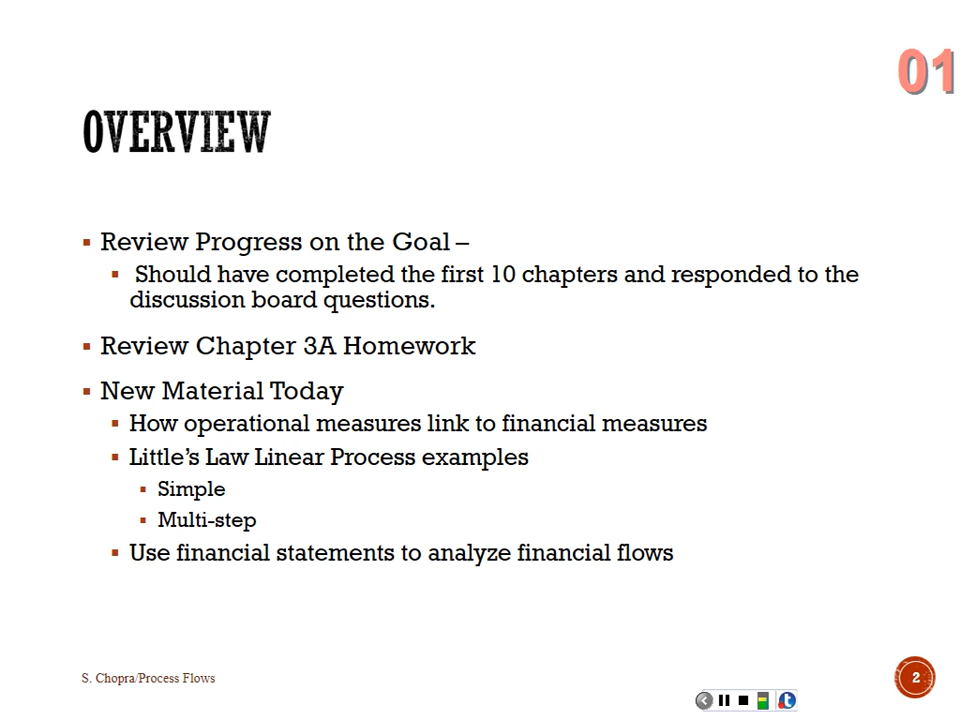 01
OVERVIEW
Review Progress on the Goal –
Should have completed the first 10 chapters and responded to the
discussion board questions.
Review Chapter 3A Homework
New Material Today
How operational measures link to financial measures
Little's Law Linear Process examples
Simple
Multi-step
Use financial statements to analyze financial flows
S. Chopra/Process Flows
2
t